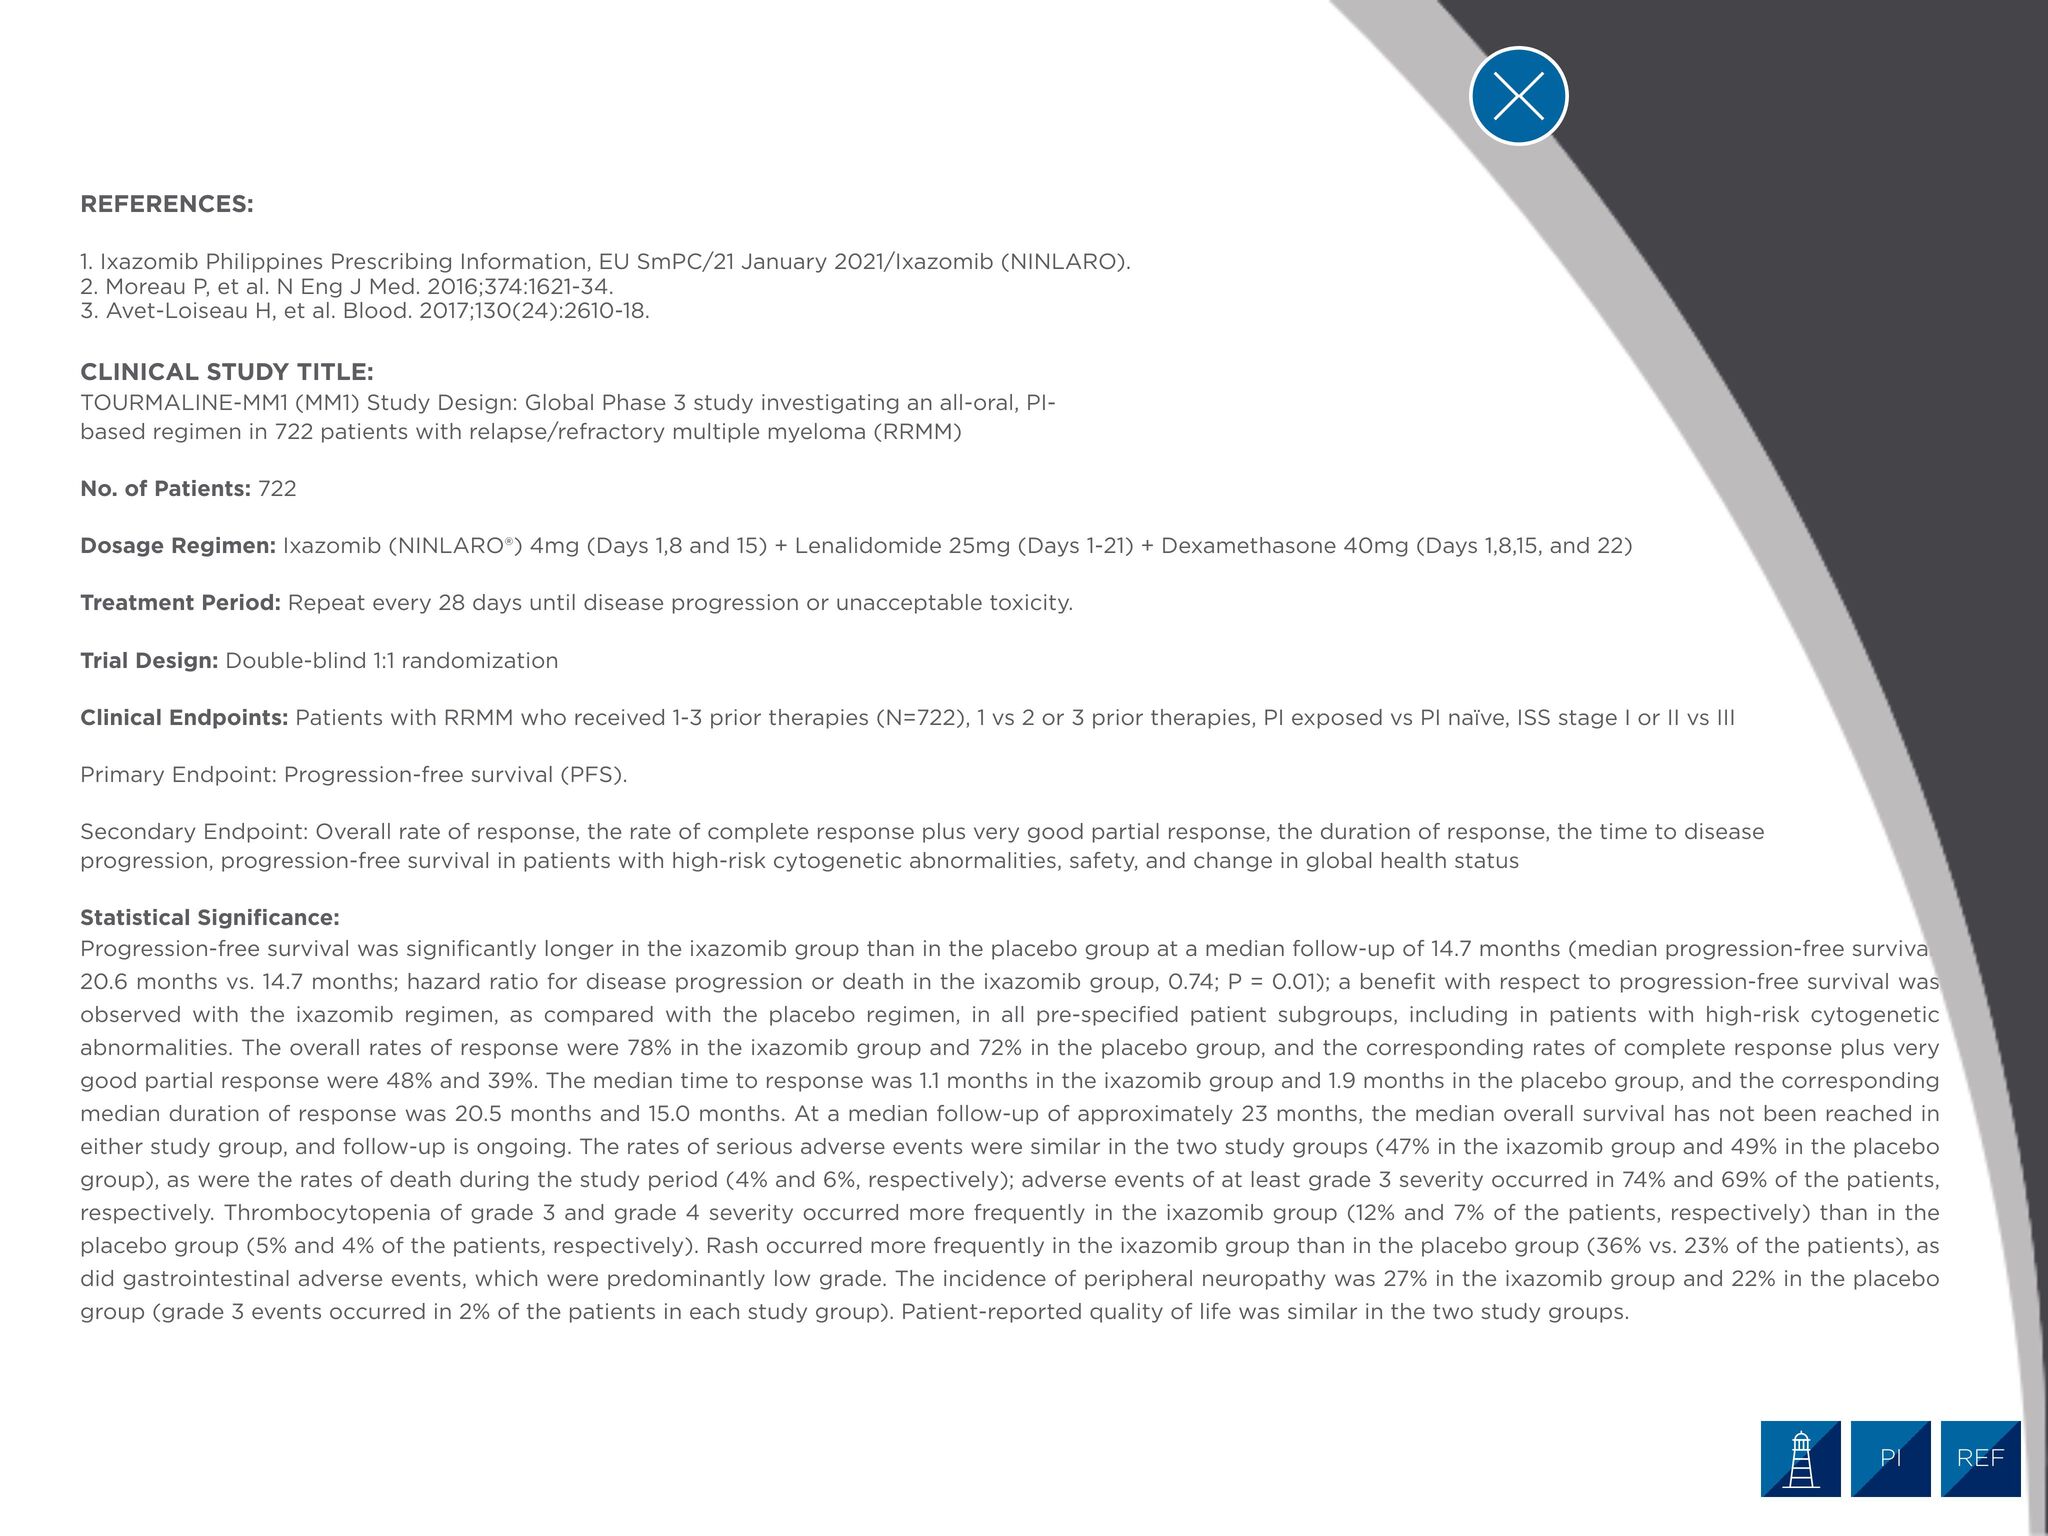 REFERENCES:
1. Ixazomib Philippines Prescribing Information, EU SmPC/21 January 2021/Ixazomib (NINLARO).
2. Moreau P, et al. N Eng J Med. 2016;374:1621-34.
3. Avet-Loiseau H, et al. Blood. 2017;130(24):2610-18.
CLINICAL STUDY TITLE:
TOURMALINE-MM1 (MM1) Study Design: Global Phase 3 study investigating an all-oral, PI-
based regimen in 722 patients with relapse/refractory multiple myeloma (RRMM)
No. of Patients: 722
Dosage Regimen: Ixazomib (NINLARO®) 4mg (Days 1,8 and 15) + Lenalidomide 25mg (Days 1-21) + Dexamethasone 40mg (Days 1,8,15, and 22)
Treatment Period: Repeat every 28 days until disease progression or unacceptable toxicity.
Trial Design: Double-blind 1:1 randomization
Clinical Endpoints: Patients with RRMM who received 1-3 prior therapies (N=722), 1 vs 2 or 3 prior therapies, PI exposed vs PI naïve, ISS stage I or II vs III
Primary Endpoint: Progression-free survival (PFS).
Secondary Endpoint: Overall rate of response, the rate of complete response plus very good partial response, the duration of response, the time to disease
progression, progression-free survival in patients with high-risk cytogenetic abnormalities, safety, and change in global health status
Statistical Significance:
Progression-free survival was significantly longer in the ixazomib group than in the placebo group at a median follow-up of 14.7 months (median progression-free surviva
20.6 months vs. 14.7 months; hazard ratio for disease progression or death in the ixazomib group, 0.74; P = 0.01); a benefit with respect to progression-free survival was
observed with the ixazomib regimen, as compared with the placebo regimen, in all pre-specified patient subgroups, including in patients with high-risk cytogenetic
abnormalities. The overall rates of response were 78% in the ixazomib group and 72% in the placebo group, and the corresponding rates of complete response plus very
good partial response were 48% and 39%. The median time to response was 1.1 months in the ixazomib group and 1.9 months in the placebo group, and the corresponding
median duration of response was 20.5 months and 15.0 months. At a median follow-up of approximately 23 months, the median overall survival has not been reached in
either study group, and follow-up is ongoing. The rates of serious adverse events were similar in the two study groups (47% in the ixazomib group and 49% in the placebo
group), as were the rates of death during the study period (4% and 6%, respectively); adverse events of at least grade 3 severity occurred in 74% and 69% of the patients,
respectively. Thrombocytopenia of grade 3 and grade 4 severity occurred more frequently in the ixazomib group (12% and 7% of the patients, respectively) than in the
placebo group (5% and 4% of the patients, respectively). Rash occurred more frequently in the ixazomib group than in the placebo group (36% vs. 23% of the patients), as
did gastrointestinal adverse events, which were predominantly low grade. The incidence of peripheral neuropathy was 27% in the ixazomib group and 22% in the placebo
group (grade 3 events occurred in 2% of the patients in each study group). Patient-reported quality of life was similar in the two study groups.
PI
REF